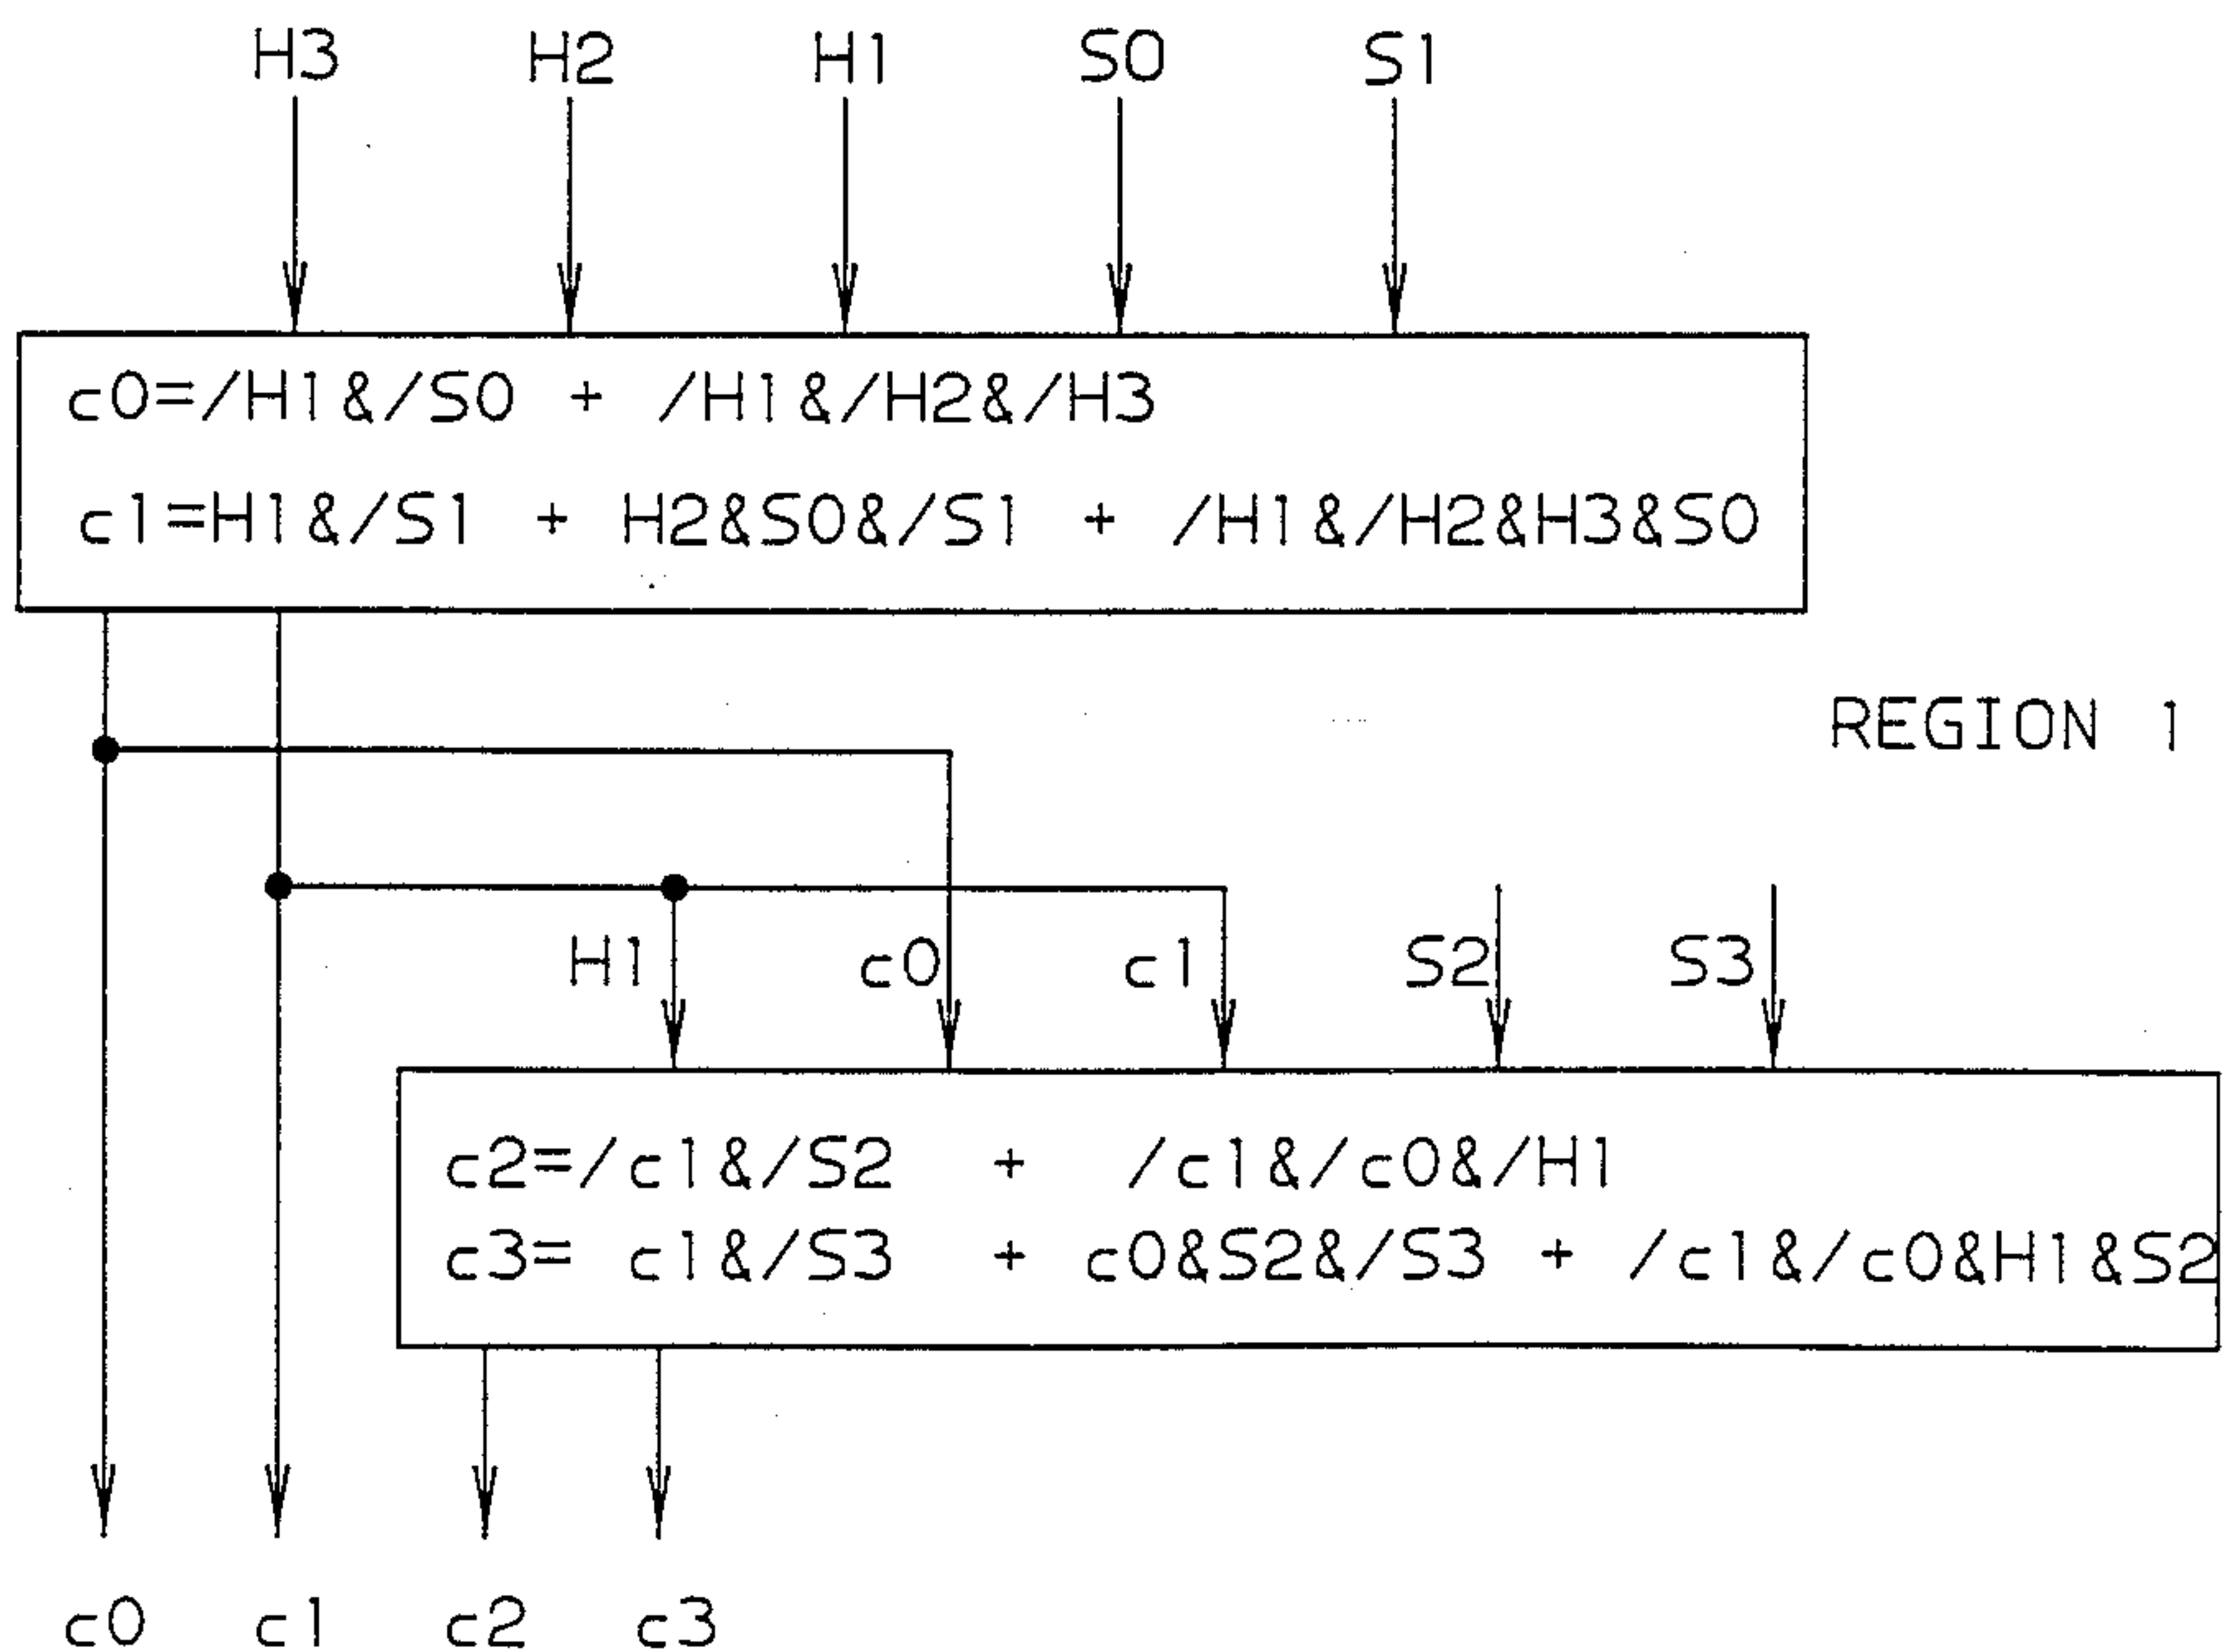 H3 H2 H1 S0 S1
c0=/H1&/S0 + /H1&/H2&/H3
c1=H1&/S1 + H2&S0&/S1 + /H1&/H2&H3&S0
REGION 1
H1 c0 c1 S2 S3
c2=/c1&/S2 + /c1&/c0&/H1
c3= c1&/S3 + c0&S2&/S3 + /c1&/c0&H1&S2
c0 c1 c2 c3